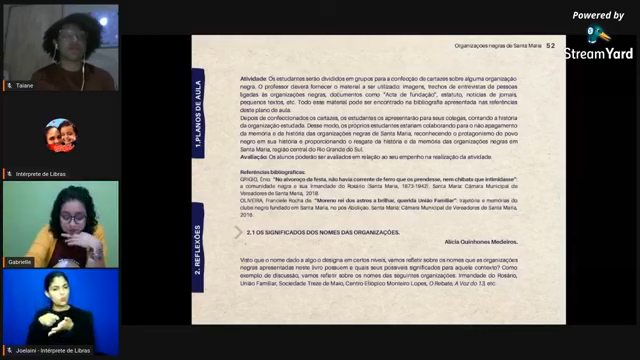 Powered by
StreamYard
Organizações negras de Santa Maria 52
Taiane
Intérprete de Libras
Gabrielle
Joelaini - Intérprete de Libras
1.PLANOS DE AULA
Atividade: Os estudantes serão divididos em grupos para a confecção de cartazes sobre alguma organização
negra. O professor deverá fornecer o material a ser utilizado: imagens, trechos de entrevistas de pessoas
ligadas às organizações negras, documentos como "Acta de fundação", estatuto, notícias de jornais,
pequenos textos, etc. Todo esse material pode ser encontrado na bibliografia apresentada nas referências
deste plano de aula.
Depois de confeccionados os cartazes, os estudantes os apresentarão para seus colegas, contando a história
da organização estudada. Desse modo, os próprios estudantes estariam colaborando para o não apagamento
da memória e da história das organizações negras de Santa Maria, reconhecendo o protagonismo do povo
negro em sua história e proporcionando o resgate da história e da memória das organizações negras em
Santa Maria, região central do Rio Grande do Sul.
Avaliação: Os alunos poderão ser avaliados em relação ao seu empenho na realização da atividade.
Referências bibliográficas:
GRIGIO, Ênio. "No alvoroço da festa, não havia corrente de ferro que os prendesse, nem chibata que intimidasse":
a comunidade negra e sua Irmandade do Rosário (Santa Maria, 1873-1942). Santa Maria: Câmara Municipal de
Vereadores de Santa Maria, 2018.
OLIVEIRA, Franciele Rocha de. "Moreno rei dos astros a brilhar, querida União Familiar": trajetória e memórias do
clube negro fundado em Santa Maria, no pós Abolição. Santa Maria: Câmara Municipal de Vereadores de Santa Maria,
2016.
2. REFLEXÕES
2.1 OS SIGNIFICADOS DOS NOMES DAS ORGANIZAÇÕES.
Alicia Quinhones Medeiros.
Visto que o nome dado a algo o designa em certos níveis, vamos refletir sobre os nomes que as organizações
negras apresentadas neste livro possuem e quais seus possíveis significados para aquele contexto? Como
exemplo de discussão, vamos refletir sobre os nomes das seguintes organizações: Irmandade do Rosário,
União Familiar, Sociedade Treze de Maio, Centro Etiópico Monteiro Lopes, O Rebate, A Voz do 13, etc.